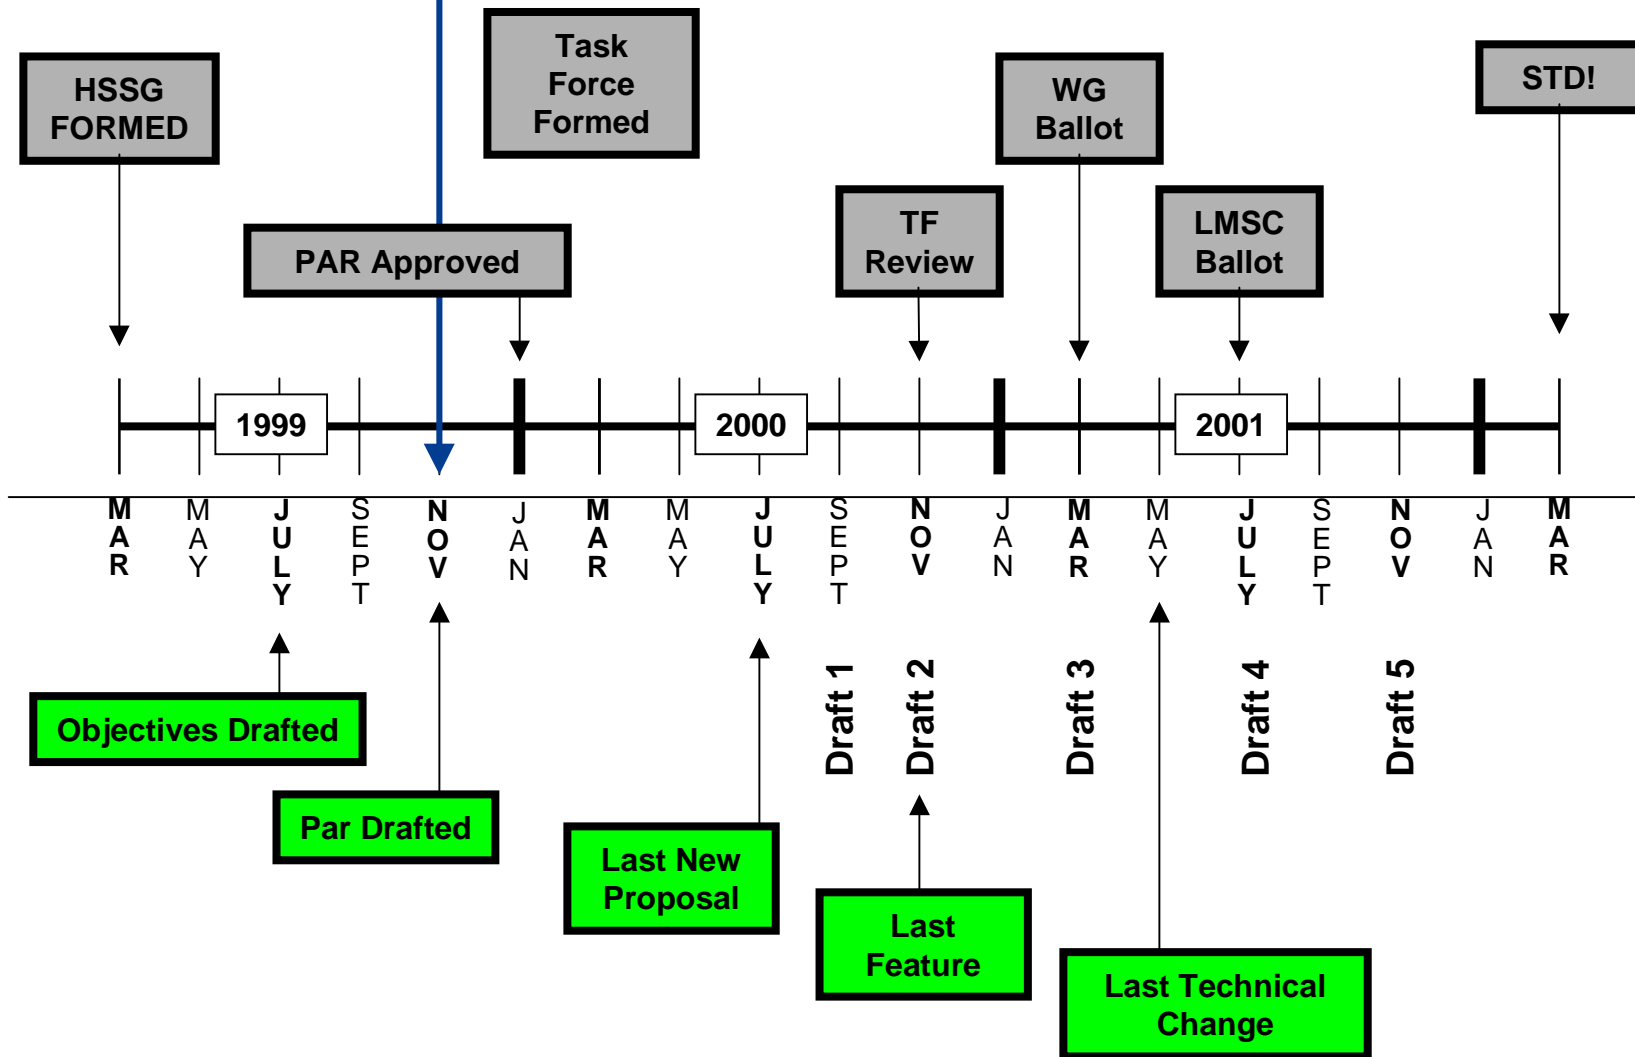 HSSG
FORMED
Task
Force
Formed
WG
Ballot
STD!
PAR Approved
TF
Review
LMSC
Ballot
1999
2000
2001
MAR
MAY
JULY
SEPT
NOV
JAN
MAR
MAY
JULY
SEPT
NOV
JAN
MAR
MAY
JULY
SEPT
NOV
JAN
MAR
Draft 1
Draft 2
Draft 3
Draft 4
Draft 5
Objectives Drafted
Par Drafted
Last New
Proposal
Last
Feature
Last Technical
Change